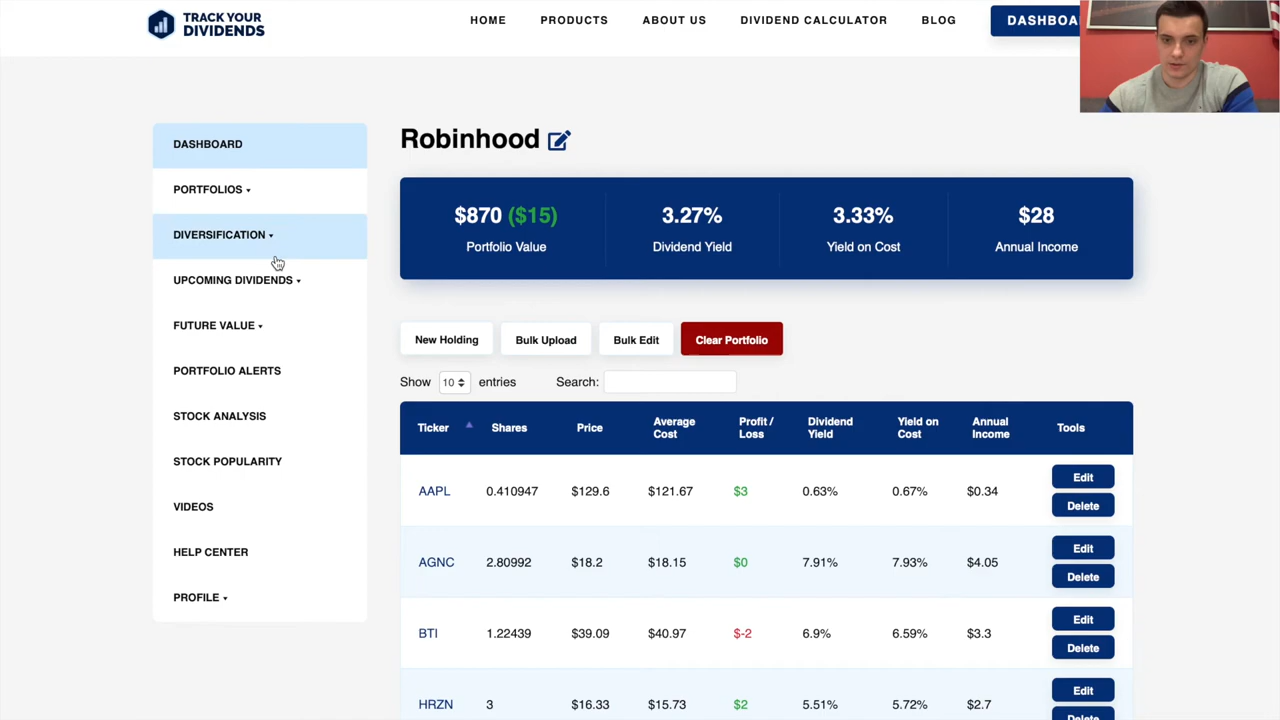 TRACK YOUR
DIVIDENDS
HOME
PRODUCTS
ABOUT US
DIVIDEND CALCULATOR
BLOG
DASHBOARD
PORTFOLIOS
DIVERSIFICATION
UPCOMING DIVIDENDS
FUTURE VALUE
PORTFOLIO ALERTS
STOCK ANALYSIS
STOCK POPULARITY
VIDEOS
HELP CENTER
PROFILE
Robinhood
$870 ($15) 3.27% 3.33% $28
Portfolio Value Dividend Yield Yield on Cost Annual Income
New Holding Bulk Upload Bulk Edit Clear Portfolio
Show 10 entries Search:
Ticker Shares Price Average Cost Profit / Loss Dividend Yield Yield on Cost Annual Income Tools
AAPL 0.410947 $129.6 $121.67 $3 0.63% 0.67% $0.34 Edit
Delete
AGNC 2.80992 $18.2 $18.15 $0 7.91% 7.93% $4.05 Edit
Delete
BTI 1.22439 $39.09 $40.97 $-2 6.9% 6.59% $3.3 Edit
Delete
HRZN 3 $16.33 $15.73 $2 5.51% 5.72% $2.7 Edit